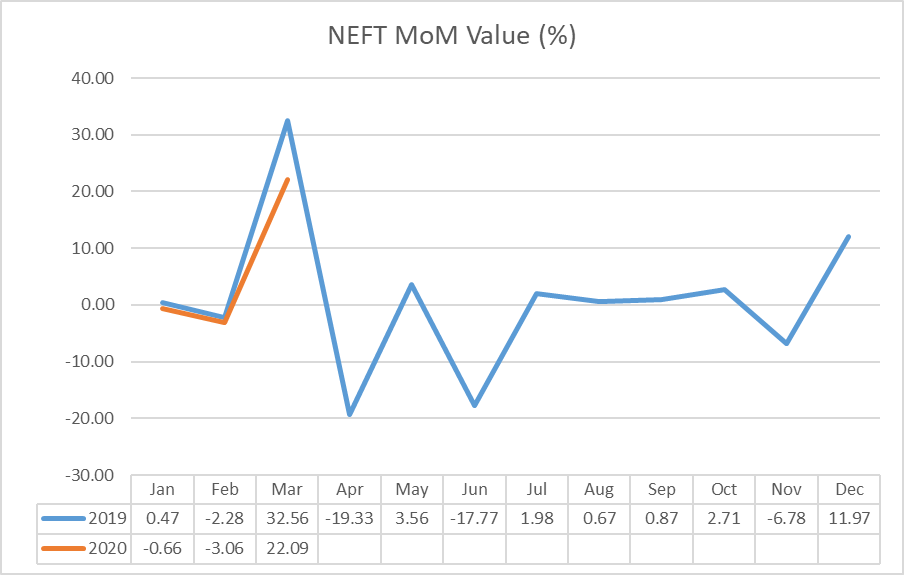 NEFT MoM Value (%)
40.00
30.00
20.00
10.00
0.00
-10.00
-20.00
-30.00
Jan Feb Mar Apr May Jun Jul Aug Sep Oct Nov Dec
2019 0.47 -2.28 32.56 -19.33 3.56 -17.77 1.98 0.67 0.87 2.71 -6.78 11.97
2020 -0.66 -3.06 22.09